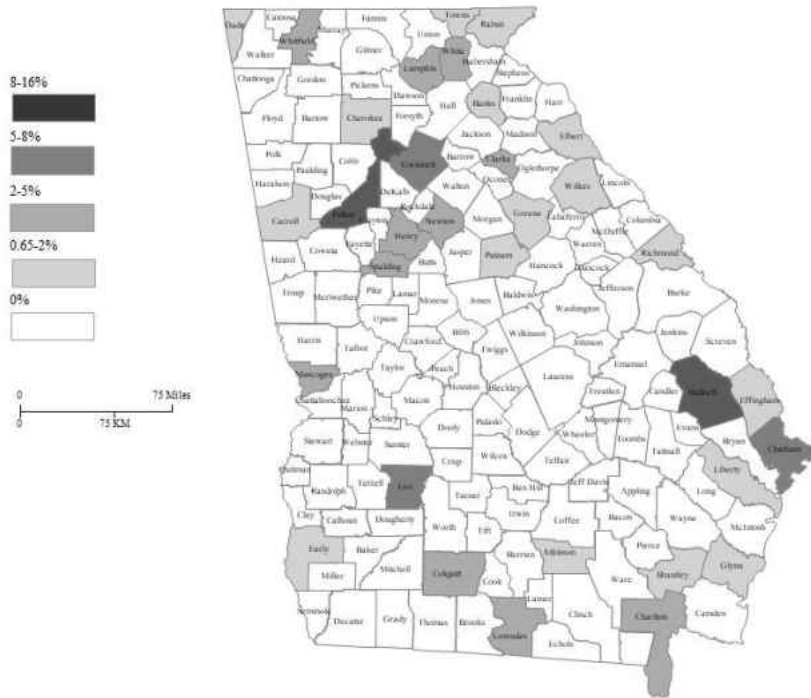 8-16%
5-8%
2-5%
0.65-2%
0%
0
75 Miles
0
75 KM
Dade
Catoosa
Whitfield
Murray
Fannin
Union
Towns
Rabun
Walker
Gilmer
Lumpkin
White
Habersham
Stephens
Chattooga
Gordon
Pickens
Dawson
Hall
Banks
Franklin
Hart
Floyd
Bartow
Cherokee
Forsyth
Jackson
Madison
Elbert
Polk
Paulding
Cobb
Gwinnett
Barrow
Clarke
Oglethorpe
Oconee
Haralson
Douglas
DeKalb
Walton
Wilkes
Lincoln
Carroll
Fulton
Clayton
Rockdale
Newton
Morgan
Greene
Taliaferro
McDuffie
Columbia
Heard
Coweta
Fayette
Henry
Spalding
Butts
Jasper
Putnam
Hancock
Warren
Richmond
Troup
Meriwether
Pike
Lamar
Monroe
Jones
Baldwin
Washington
Jefferson
Burke
Harris
Talbot
Upson
Crawford
Bibb
Twiggs
Wilkinson
Johnson
Jenkins
Screven
Muscogee
Taylor
Peach
Houston
Bleckley
Laurens
Emanuel
Candler
Bulloch
Effingham
Chattahoochee
Marion
Schley
Macon
Dooly
Pulaski
Dodge
Wheeler
Treutlen
Montgomery
Toombs
Tattnall
Evans
Bryan
Chatham
Stewart
Webster
Sumter
Crisp
Wilcox
Telfair
Liberty
Quitman
Randolph
Terrell
Lee
Turner
Ben Hill
Jeff Davis
Appling
Long
Clay
Calhoun
Dougherty
Worth
Tift
Irwin
Coffee
Bacon
Wayne
McIntosh
Early
Baker
Mitchell
Colquitt
Berrien
Atkinson
Pierce
Brantley
Glynn
Miller
Cook
Lanier
Ware
Seminole
Decatur
Grady
Thomas
Brooks
Lowndes
Echols
Clinch
Charlton
Camden